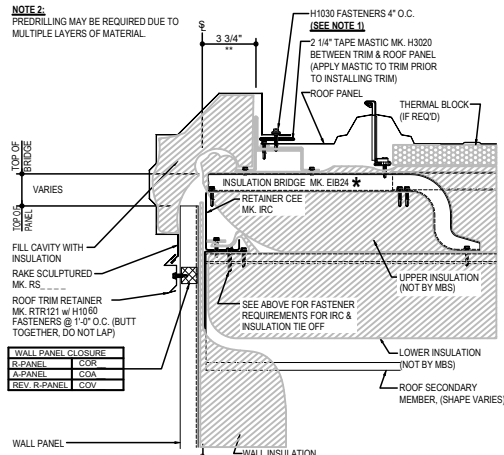 NOTE 2:
PREDRILLING MAY BE REQUIRED DUE TO
MULTIPLE LAYERS OF MATERIAL.
3 3/4"
**
H1030 FASTENERS 4" O.C.
(SEE NOTE 1)
2 1/4" TAPE MASTIC MK. H3020
BETWEEN TRIM & ROOF PANEL
(APPLY MASTIC TO TRIM PRIOR
TO INSTALLING TRIM)
ROOF PANEL
THERMAL BLOCK
(IF REQ'D)
TOP OF
BRIDGE
VARIES
TOP OF
PANEL
INSULATION BRIDGE MK. EIB24 *
RETAINER CEE
MK. IRC
FILL CAVITY WITH
INSULATION
RAKE SCULPTURED
MK. RS_ _ _ _
ROOF TRIM RETAINER
MK. RTR121 w/ H1060
FASTENERS @ 1'-0" O.C. (BUTT
TOGETHER, DO NOT LAP)
UPPER INSULATION
(NOT BY MBS)
SEE ABOVE FOR FASTENER
REQUIREMENTS FOR IRC &
INSULATION TIE OFF
WALL PANEL CLOSURE
R-PANEL COR_
A-PANEL COA_
REV. R-PANEL COV_
LOWER INSULATION
(NOT BY MBS)
ROOF SECONDARY
MEMBER, (SHAPE VARIES)
WALL PANEL
WALL INSULATION